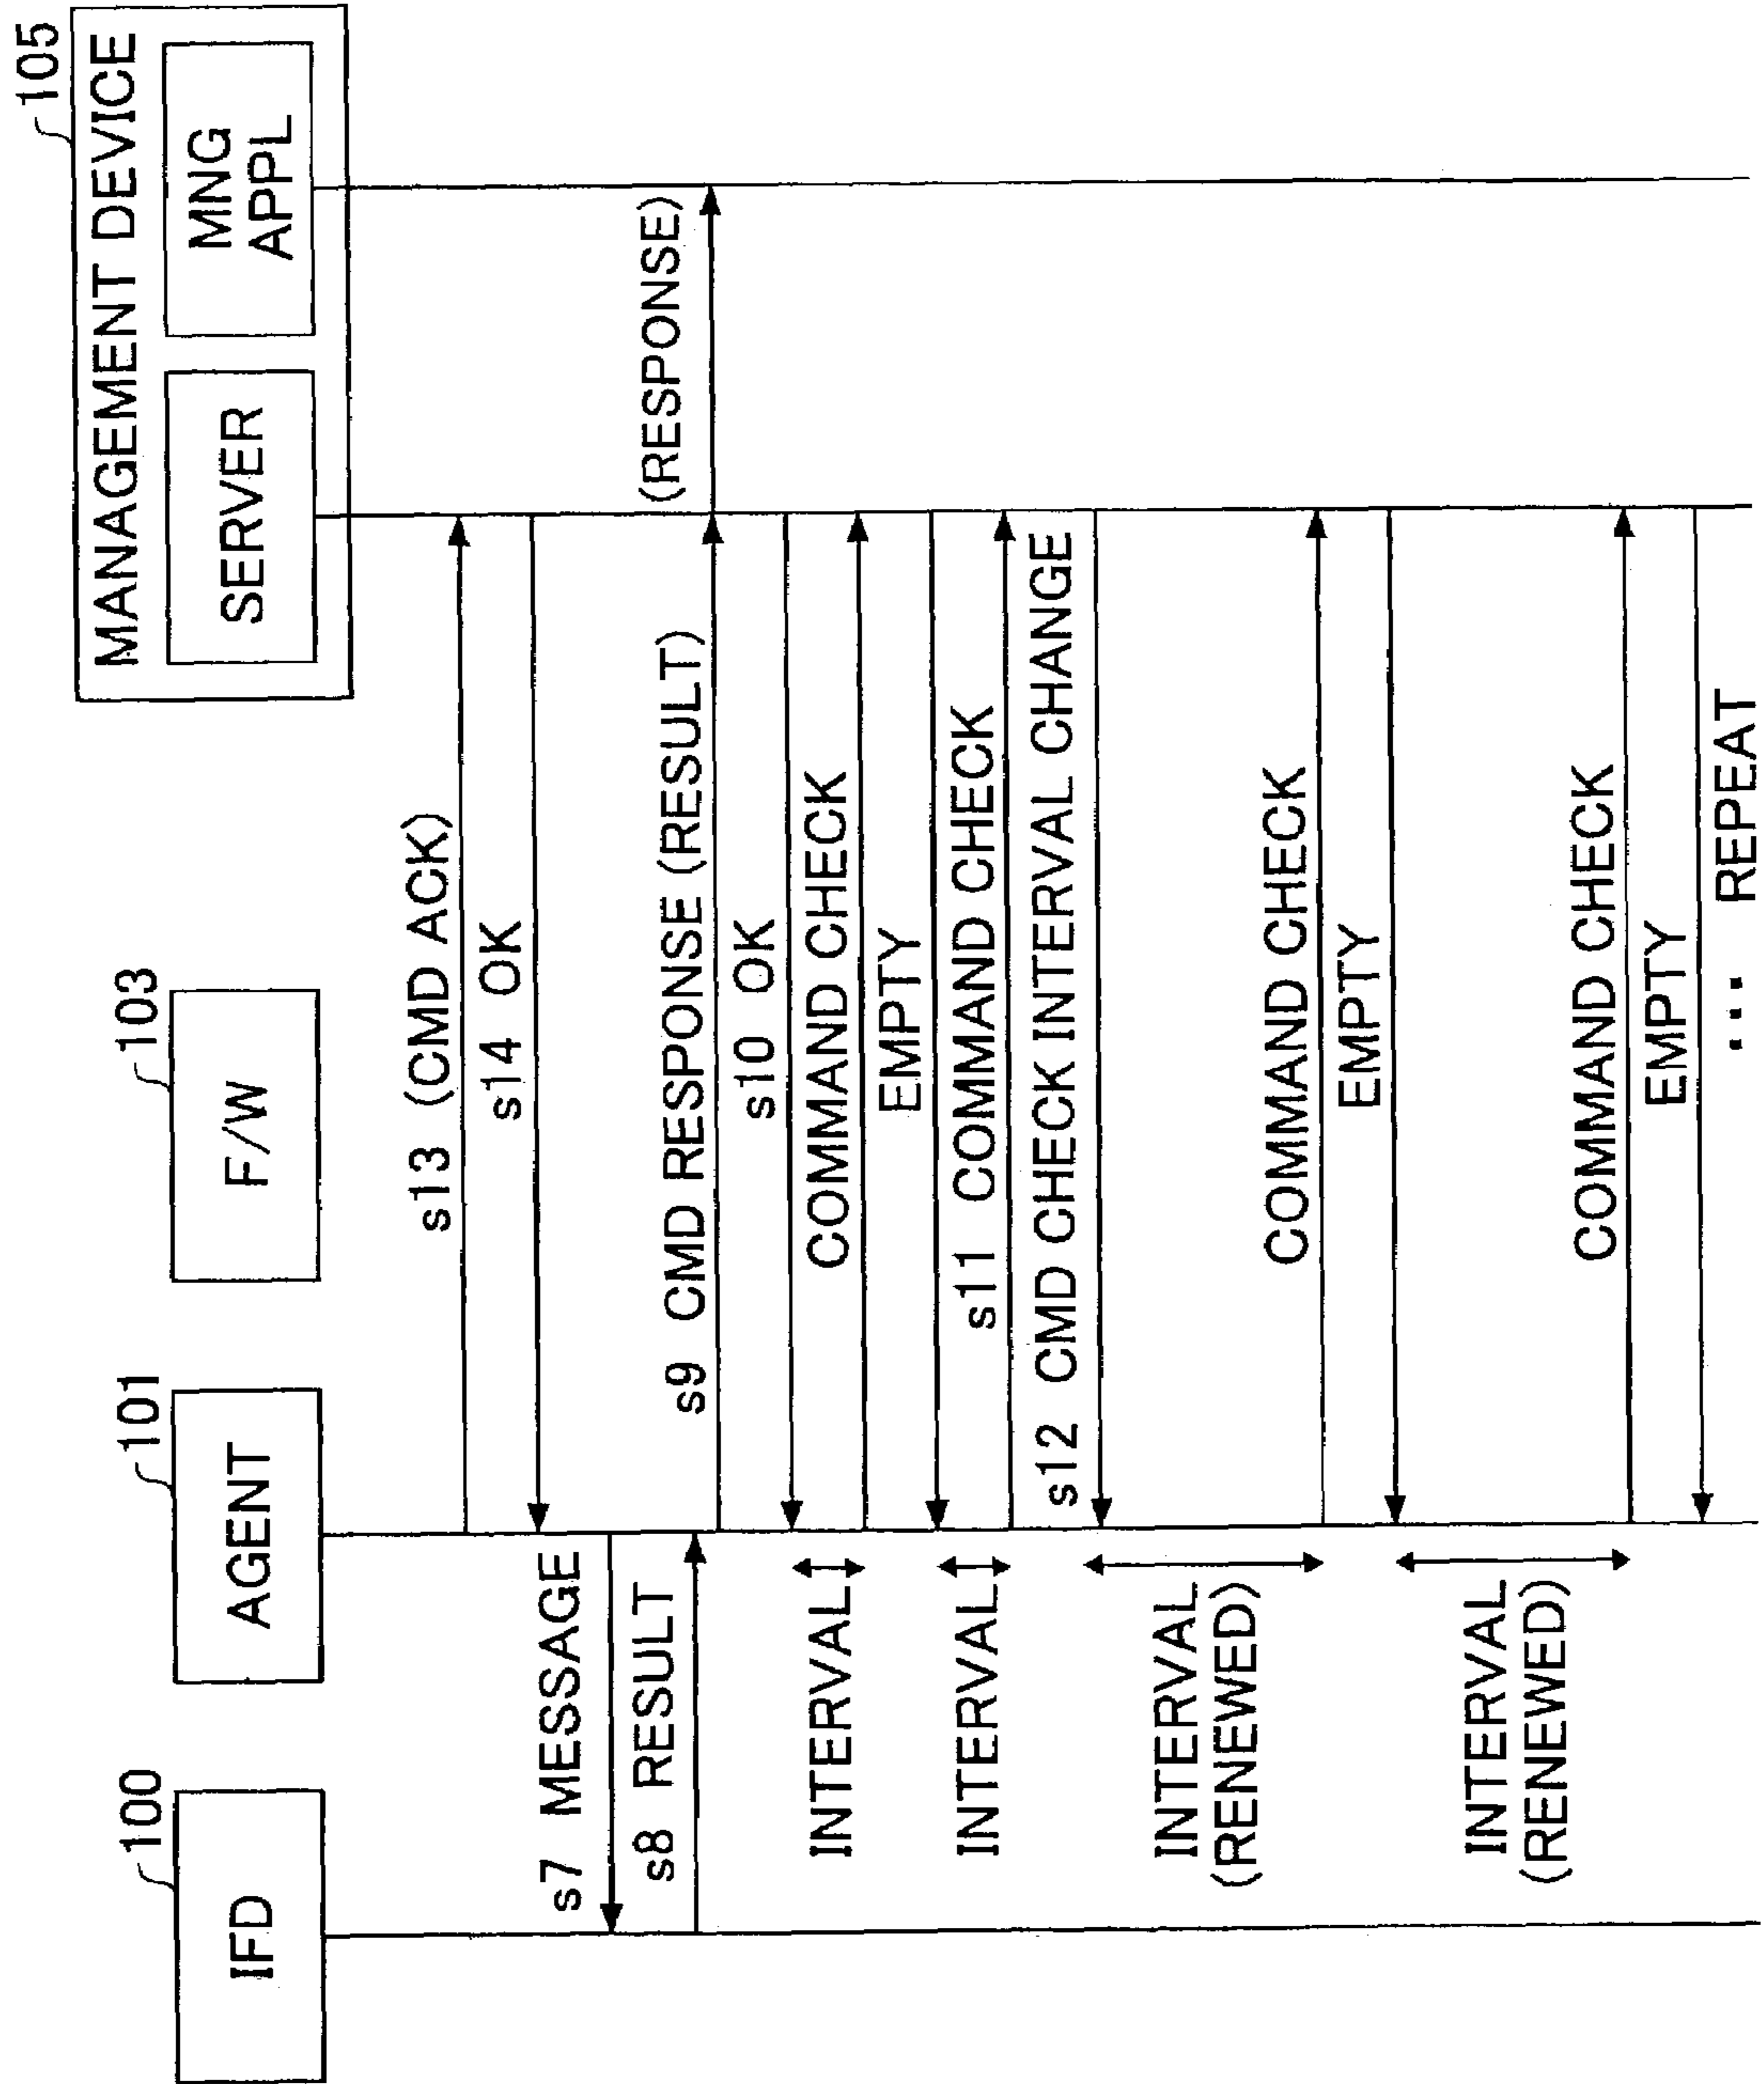 105
MANAGEMENT DEVICE
100
101
103
IFD
AGENT
F/W
SERVER
MNG
APPL
s13 (CMD ACK)
s14 OK
s7 MESSAGE
s8 RESULT
s9 CMD RESPONSE (RESULT)
(RESPONSE)
s10 OK
INTERVAL
COMMAND CHECK
EMPTY
INTERVAL
s11 COMMAND CHECK
s12 CMD CHECK INTERVAL CHANGE
INTERVAL
(RENEWED)
COMMAND CHECK
EMPTY
INTERVAL
(RENEWED)
COMMAND CHECK
EMPTY
... REPEAT